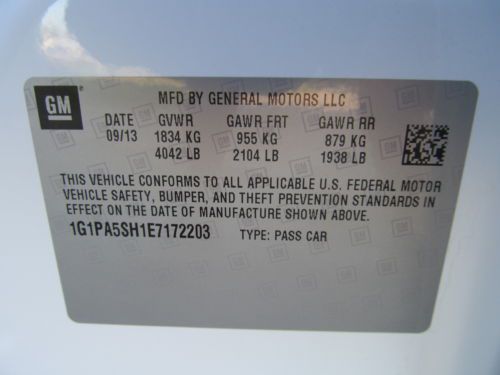 GM
MFD BY GENERAL MOTORS LLC
DATE GVWR GAWR FRT GAWR RR
09/13 1834 KG 955 KG 879 KG
4042 LB 2104 LB 1938 LB
THIS VEHICLE CONFORMS TO ALL APPLICABLE U.S. FEDERAL MOTOR
VEHICLE SAFETY, BUMPER, AND THEFT PREVENTION STANDARDS IN
EFFECT ON THE DATE OF MANUFACTURE SHOWN ABOVE.
1G1PA5SH1E7172203 TYPE: PASS CAR